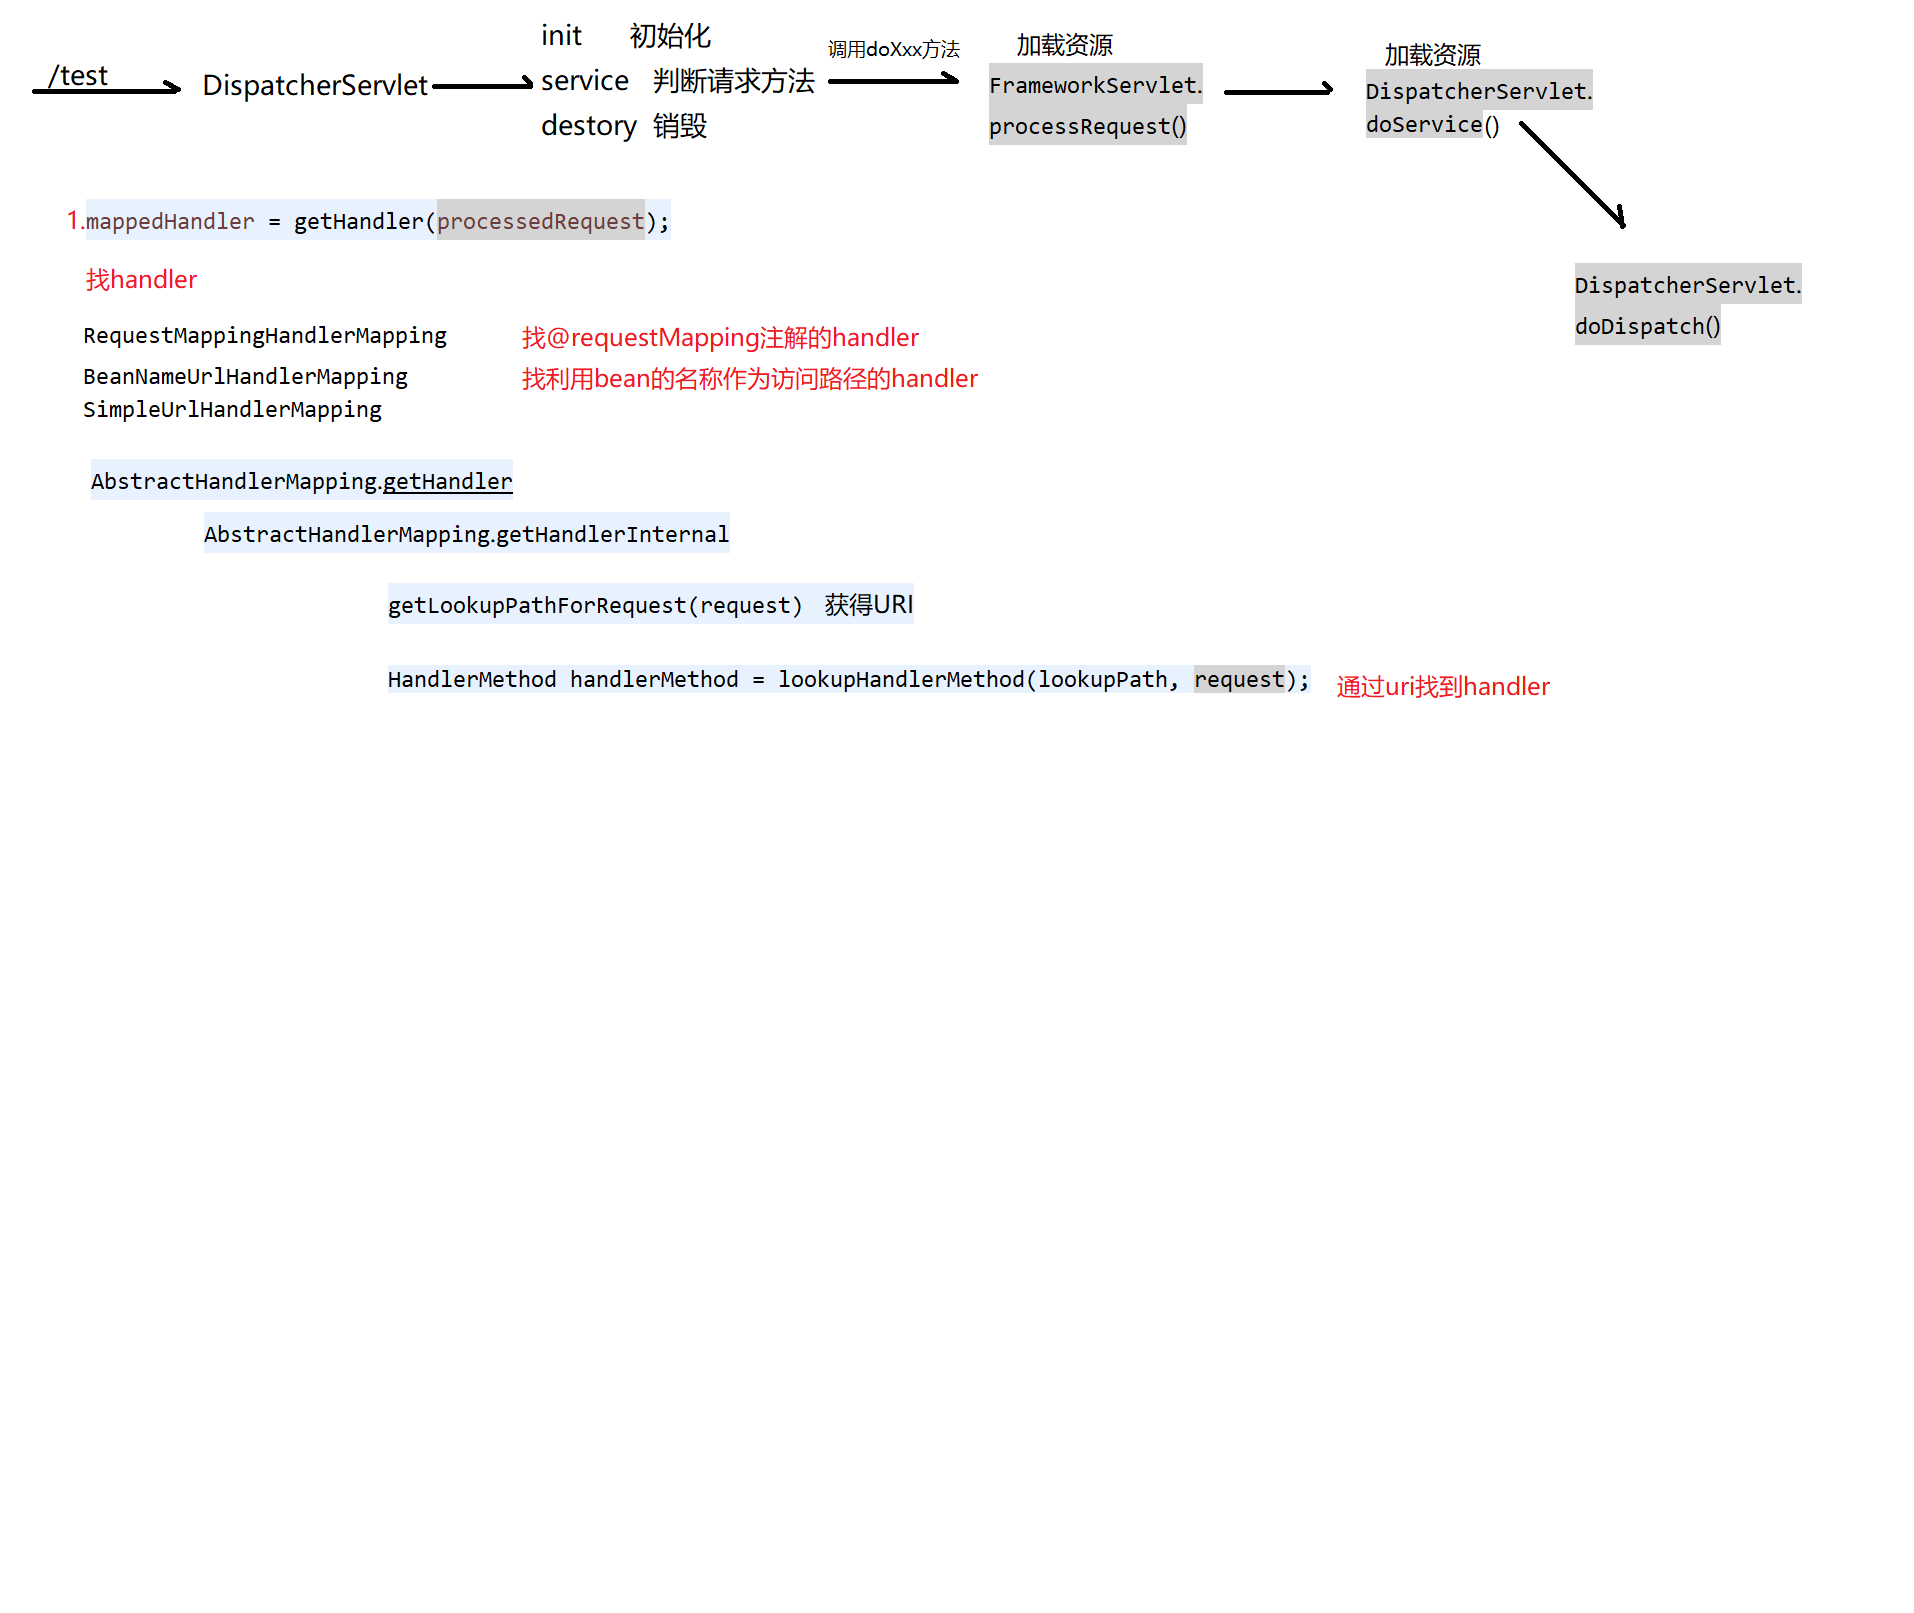 /test
DispatcherServlet
init 初始化
service 判断请求方法
destory 销毁
调用doXxx方法
加载资源
FrameworkServlet.
processRequest()
加载资源
DispatcherServlet.
doService()
DispatcherServlet.
doDispatch()
1.mappedHandler = getHandler(processedRequest);
找handler
RequestMappingHandlerMapping 找@requestMapping注解的handler
BeanNameUrlHandlerMapping 找利用bean的名称作为访问路径的handler
SimpleUrlHandlerMapping
AbstractHandlerMapping.getHandler
AbstractHandlerMapping.getHandlerInternal
getLookupPathForRequest(request) 获得URI
HandlerMethod handlerMethod = lookupHandlerMethod(lookupPath, request); 通过uri找到handler